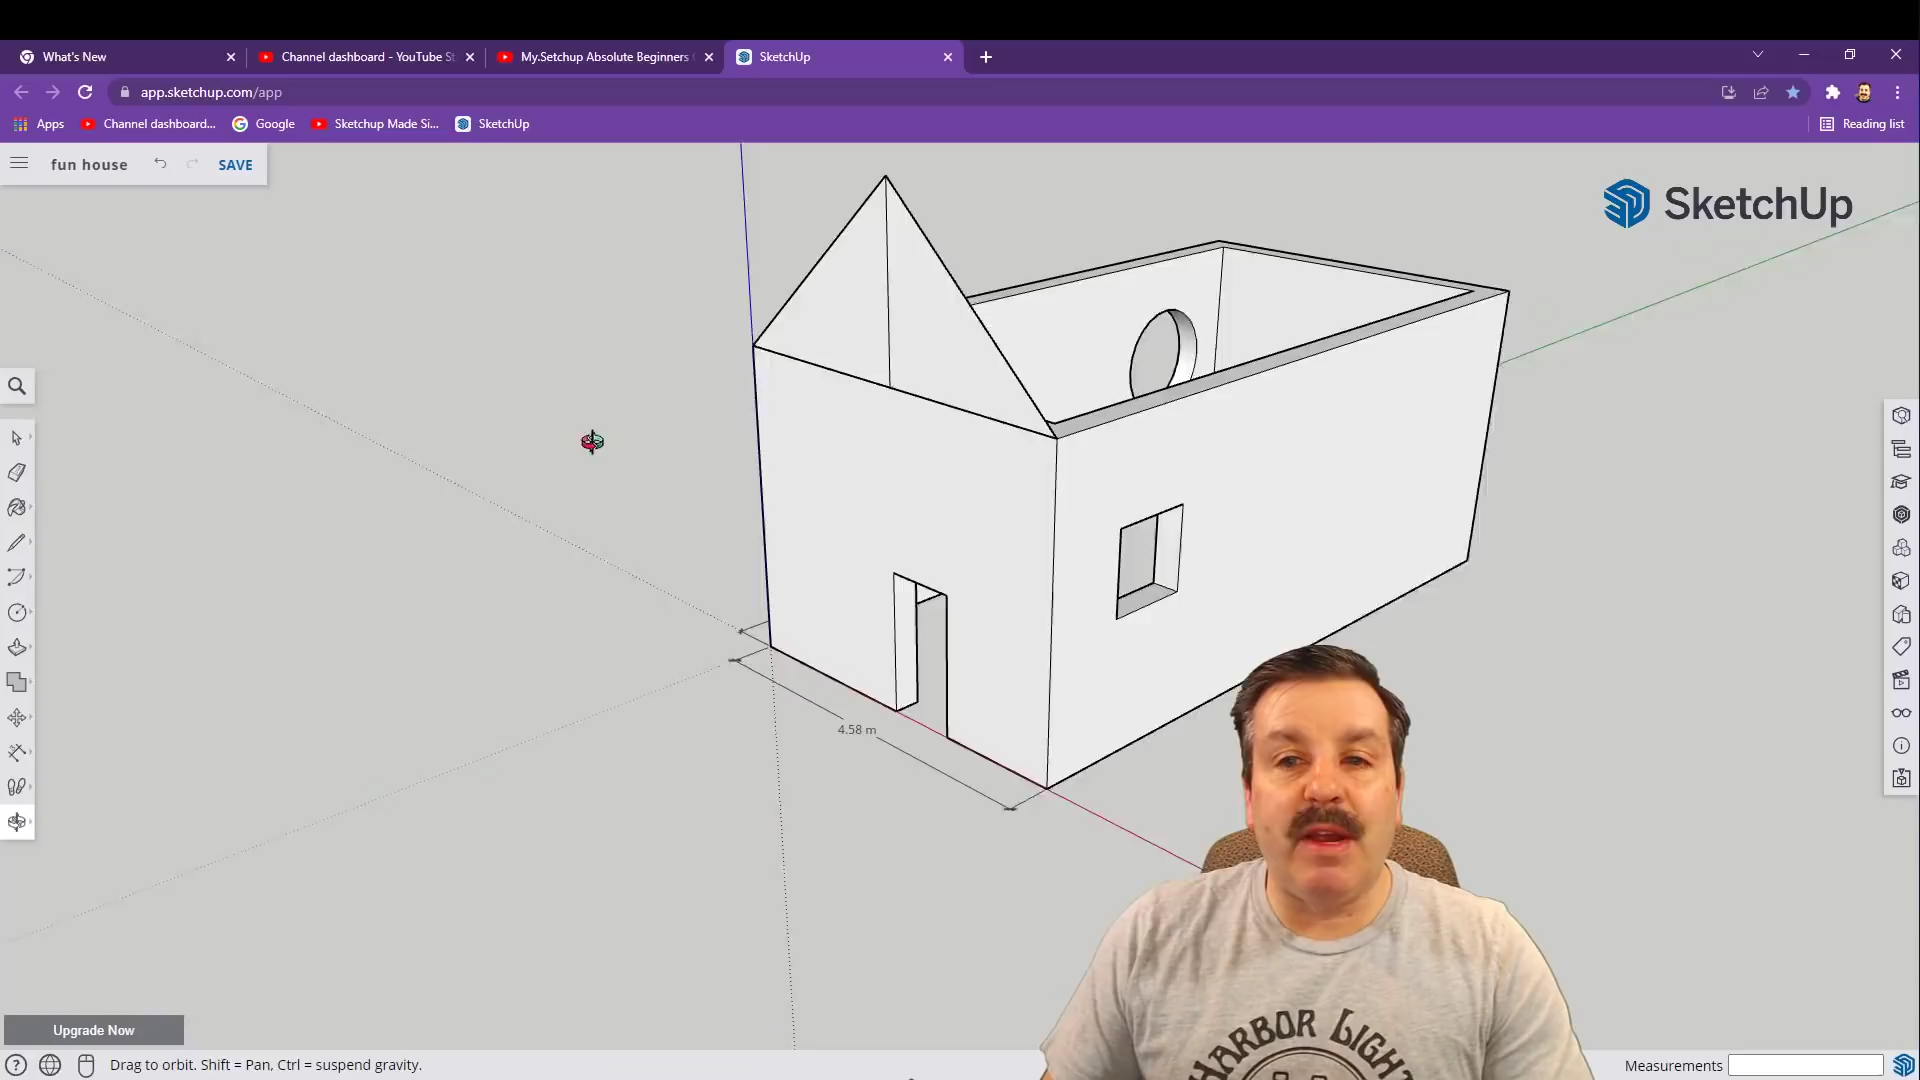 What's New
Channel dashboard - YouTube St
My.Setchup Absolute Beginners
SketchUp
app.sketchup.com/app
Apps
Channel dashboard...
Google
Sketchup Made Si...
SketchUp
Reading list
fun house
SAVE
SketchUp
4.58 m
HARBOR LIGH
Upgrade Now
Drag to orbit. Shift = Pan, Ctrl = suspend gravity.
Measurements